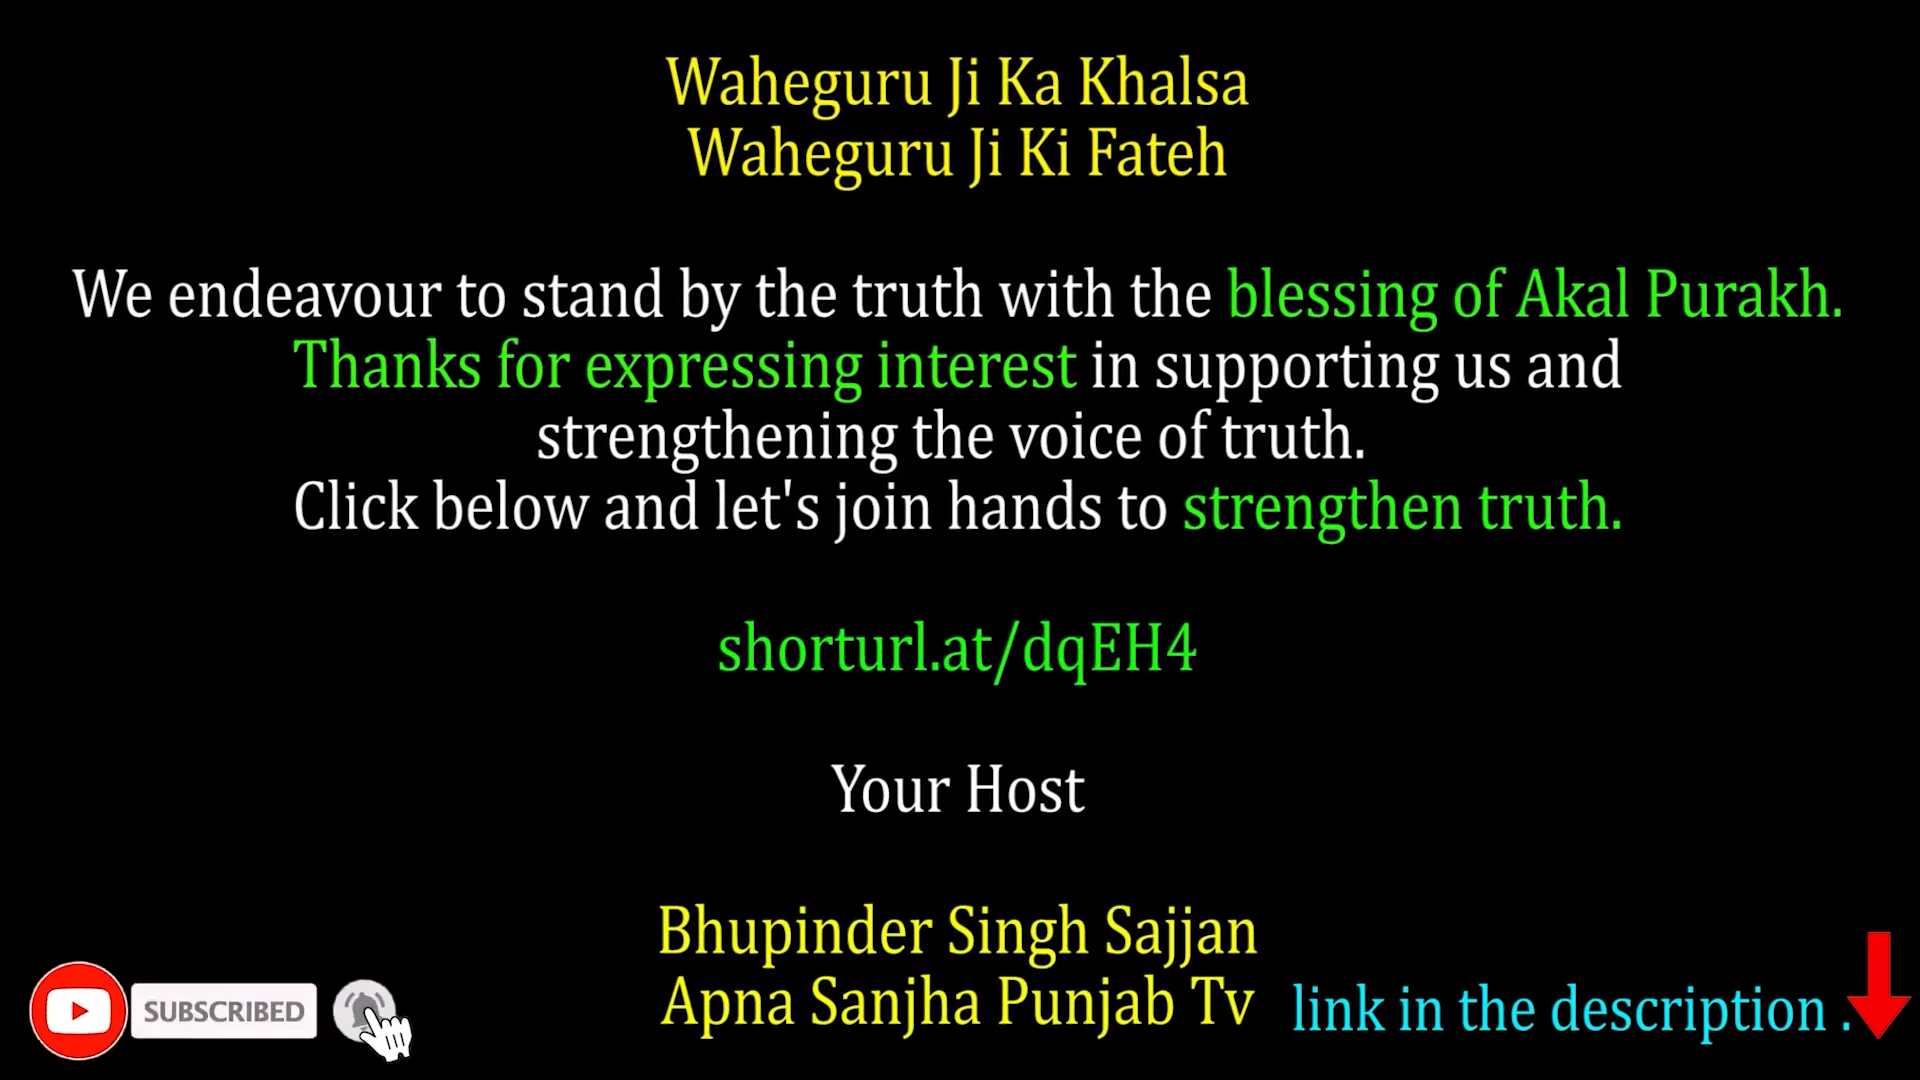 Waheguru Ji Ka Khalsa
Waheguru Ji Ki Fateh
We endeavour to stand by the truth with the blessing of Akal Purakh.
Thanks for expressing interest in supporting us and
strengthening the voice of truth.
Click below and let's join hands to strengthen truth.
shorturl.at/dqEH4
Your Host
Bhupinder Singh Sajjan
Apna Sanjha Punjab Tv
link in the description .
SUBSCRIBED